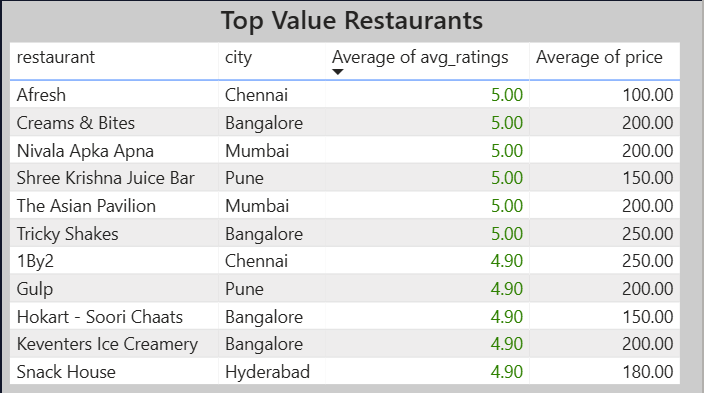 Top Value Restaurants
restaurant city Average of avg_ratings Average of price
Afresh Chennai 5.00 100.00
Creams & Bites Bangalore 5.00 200.00
Nivala Apka Apna Mumbai 5.00 200.00
Shree Krishna Juice Bar Pune 5.00 150.00
The Asian Pavilion Mumbai 5.00 200.00
Tricky Shakes Bangalore 5.00 250.00
1By2 Chennai 4.90 250.00
Gulp Pune 4.90 200.00
Hokart - Soori Chaats Bangalore 4.90 150.00
Keventers Ice Creamery Bangalore 4.90 200.00
Snack House Hyderabad 4.90 180.00